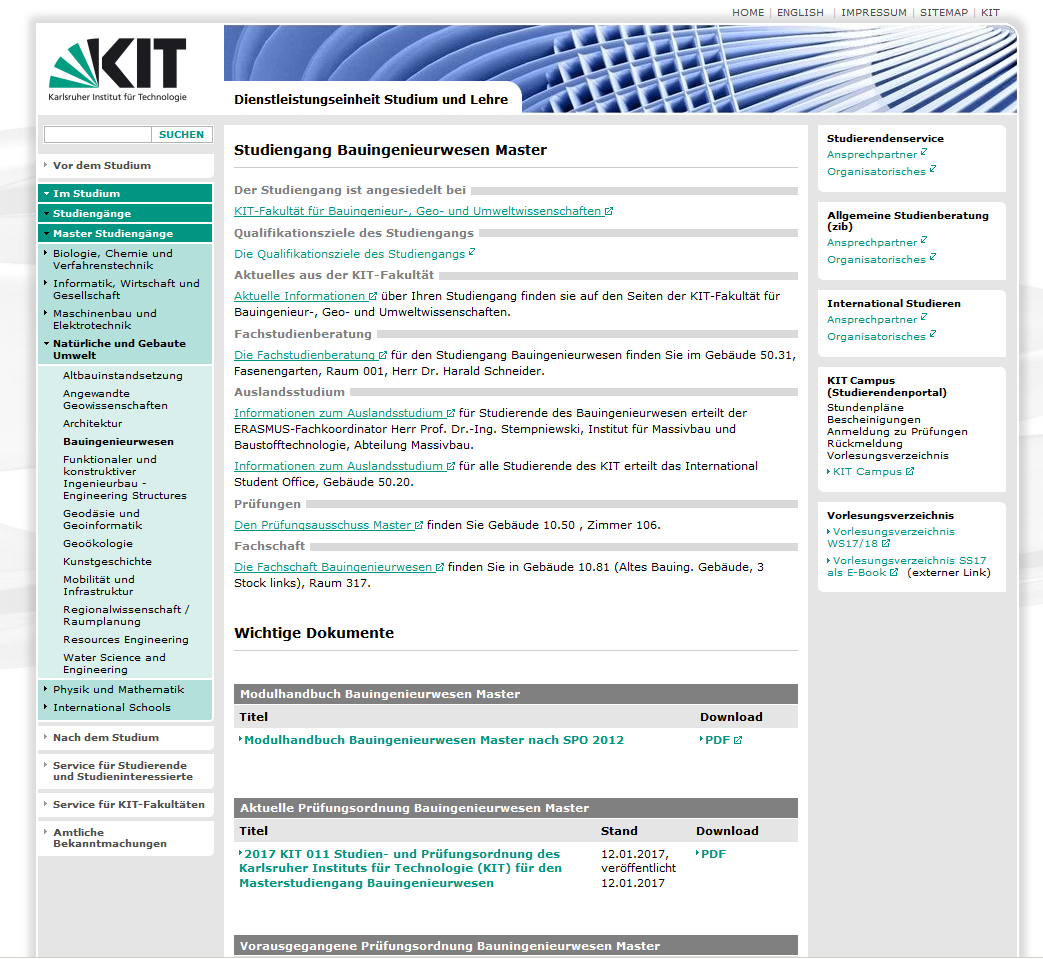 HOME | ENGLISH | IMPRESSUM | SITEMAP | KIT
KIT
Karlsruher Institut für Technologie
Dienstleistungseinheit Studium und Lehre
SUCHEN
Vor dem Studium
Im Studium
Studiengänge
Master Studiengänge
Biologie, Chemie und
Verfahrenstechnik
Informatik, Wirtschaft und
Gesellschaft
Maschinenbau und
Elektrotechnik
Natürliche und Gebaute
Umwelt
Altbauinstandsetzung
Angewandte
Geowissenschaften
Architektur
Bauingenieurwesen
Funktionaler und
konstruktiver
Ingenieurbau -
Engineering Structures
Geodäsie und
Geoinformatik
Geoökologie
Kunstgeschichte
Mobilität und
Infrastruktur
Regionalwissenschaft /
Raumplanung
Resources Engineering
Water Science and
Engineering
Physik und Mathematik
International Schools
Nach dem Studium
Service für Studierende
und Studieninteressierte
Service für KIT-Fakultäten
Amtliche
Bekanntmachungen
Studiengang Bauingenieurwesen Master
Der Studiengang ist angesiedelt bei
KIT-Fakultät für Bauingenieur-, Geo- und Umweltwissenschaften
Qualifikationsziele des Studiengangs
Die Qualifikationsziele des Studiengangs
Aktuelles aus der KIT-Fakultät
Aktuelle Informationen über Ihren Studiengang finden sie auf den Seiten der KIT-Fakultät für
Bauingenieur-, Geo- und Umweltwissenschaften.
Fachstudienberatung
Die Fachstudienberatung für den Studiengang Bauingenieurwesen finden Sie im Gebäude 50.31,
Fasenengarten, Raum 001, Herr Dr. Harald Schneider.
Auslandsstudium
Informationen zum Auslandsstudium für Studierende des Bauingenieurwesen erteilt der
ERASMUS-Fachkoordinator Herr Prof. Dr.-Ing. Stempniewski, Institut für Massivbau und
Baustofftechnologie, Abteilung Massivbau.
Informationen zum Auslandsstudium für alle Studierende des KIT erteilt das International
Student Office, Gebäude 50.20.
Prüfungen
Den Prüfungsausschuss Master finden Sie Gebäude 10.50 , Zimmer 106.
Fachschaft
Die Fachschaft Bauingenieurwesen finden Sie in Gebäude 10.81 (Altes Bauing. Gebäude, 3
Stock links), Raum 317.
Wichtige Dokumente
Modulhandbuch Bauingenieurwesen Master
Titel Download
Modulhandbuch Bauingenieurwesen Master nach SPO 2012 PDF
Aktuelle Prüfungsordnung Bauingenieurwesen Master
Titel Stand Download
2017 KIT 011 Studien- und Prüfungsordnung des 12.01.2017, PDF
Karlsruher Instituts für Technologie (KIT) für den veröffentlicht
Masterstudiengang Bauingenieurwesen 12.01.2017
Vorausgegangene Prüfungsordnung Bauningenieurwesen Master
Studierendenservice
Ansprechpartner
Organisatorisches
Allgemeine Studienberatung
(zib)
Ansprechpartner
Organisatorisches
International Studieren
Ansprechpartner
Organisatorisches
KIT Campus
(Studierendenportal)
Stundenpläne
Bescheinigungen
Anmeldung zu Prüfungen
Rückmeldung
Vorlesungsverzeichnis
KIT Campus
Vorlesungsverzeichnis
Vorlesungsverzeichnis
WS17/18
Vorlesungsverzeichnis SS17
als E-Book (externer Link)